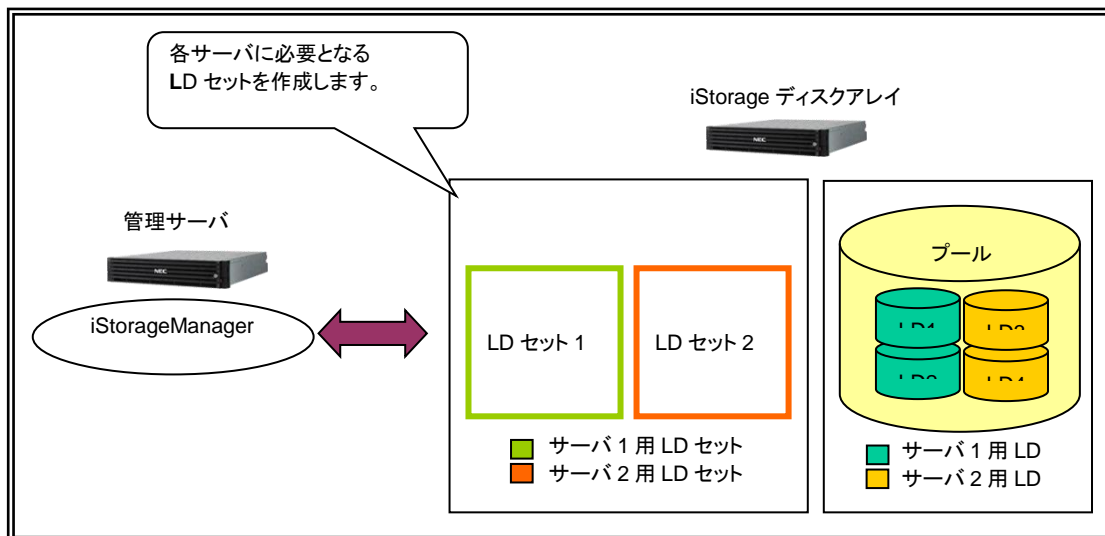 各サーバに必要となる
LD セットを作成します。
iStorage ディスクアレイ
NEC
管理サーバ
NEC
iStorageManager
LD セット 1
LD セット 2
プール
サーバ 1 用 LD セット
サーバ 2 用 LD セット
サーバ 1 用 LD
サーバ 2 用 LD